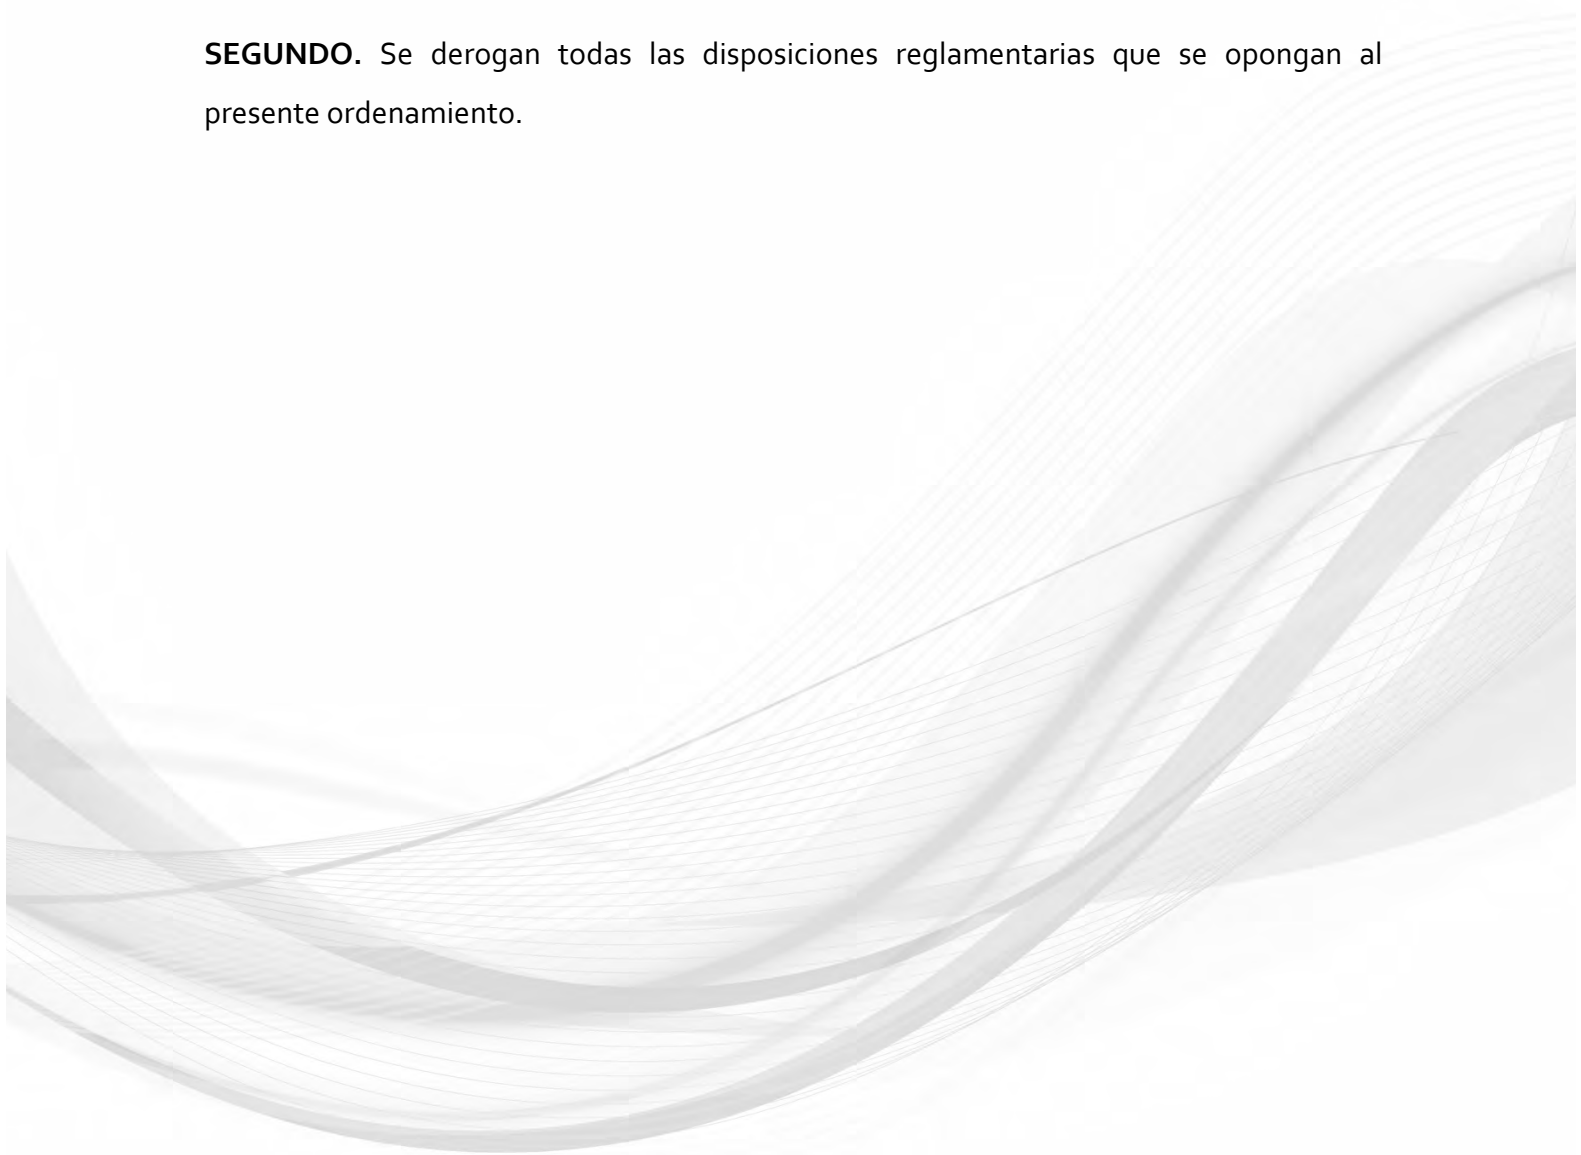 SEGUNDO. Se derogan todas las disposiciones reglamentarias que se opongan al
presente ordenamiento.